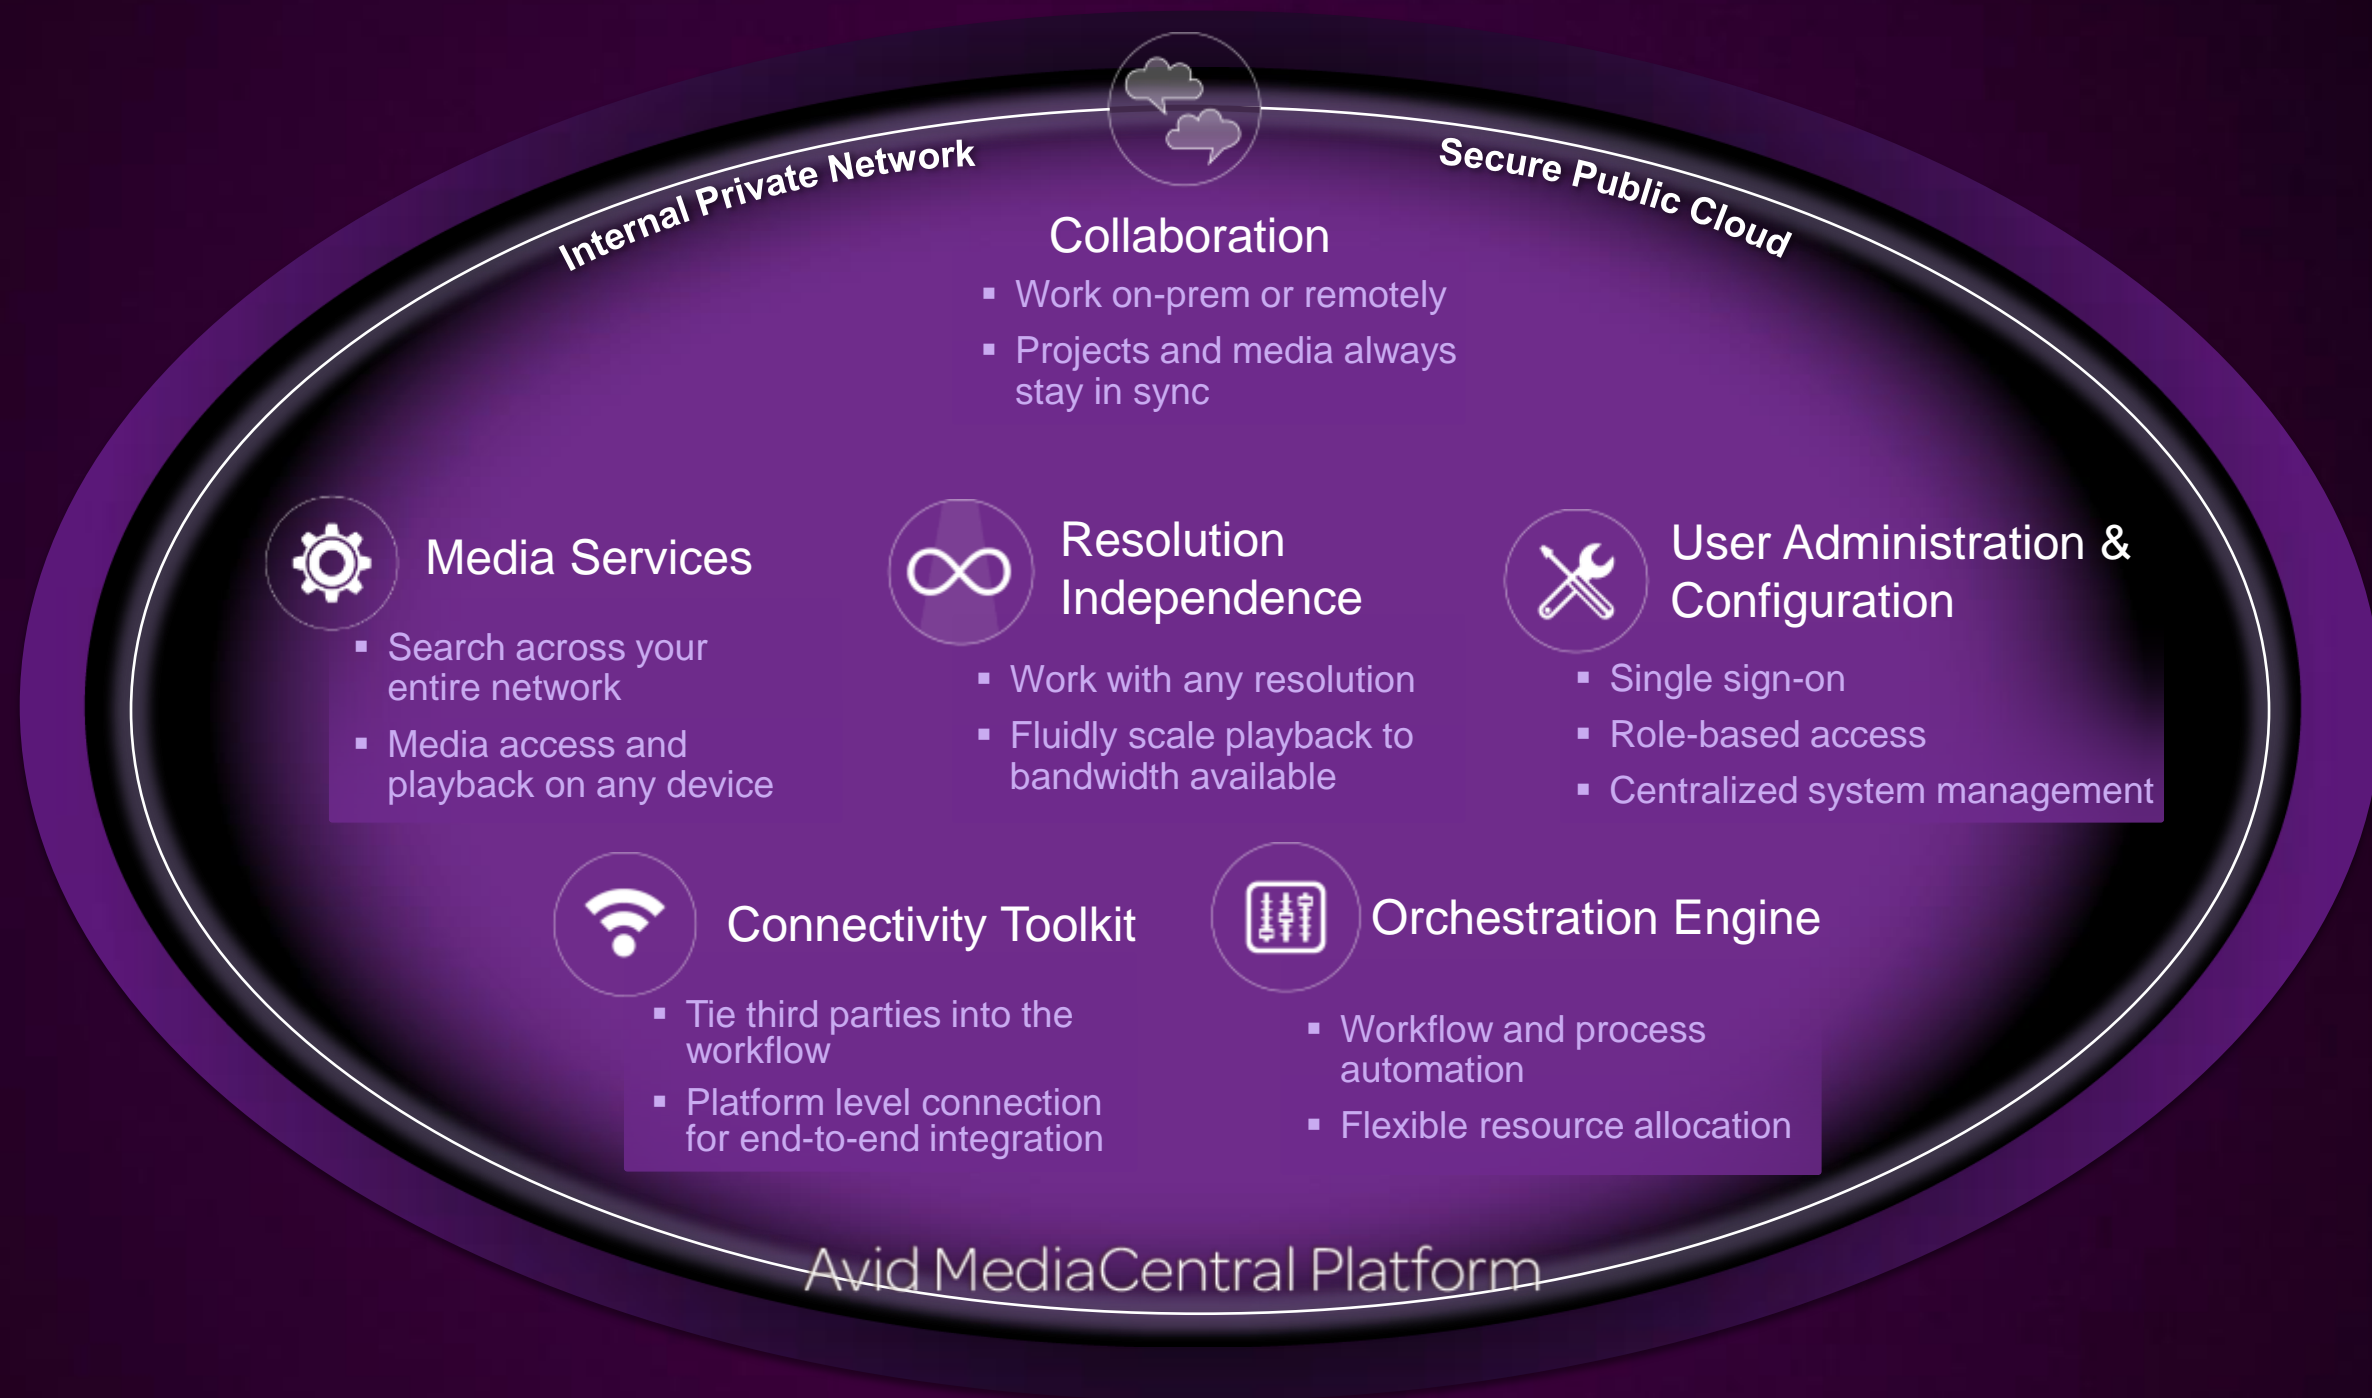 Internal Private Network
Secure Public Cloud
Collaboration
▪ Work on-prem or remotely
▪ Projects and media always
stay in sync
Media Services
▪ Search across your
entire network
▪ Media access and
playback on any device
Resolution
Independence
▪ Work with any resolution
▪ Fluidly scale playback to
bandwidth available
User Administration &
Configuration
▪ Single sign-on
▪ Role-based access
▪ Centralized system management
Connectivity Toolkit
▪ Tie third parties into the
workflow
▪ Platform level connection
for end-to-end integration
Orchestration Engine
▪ Workflow and process
automation
▪ Flexible resource allocation
Avid MediaCentral Platform